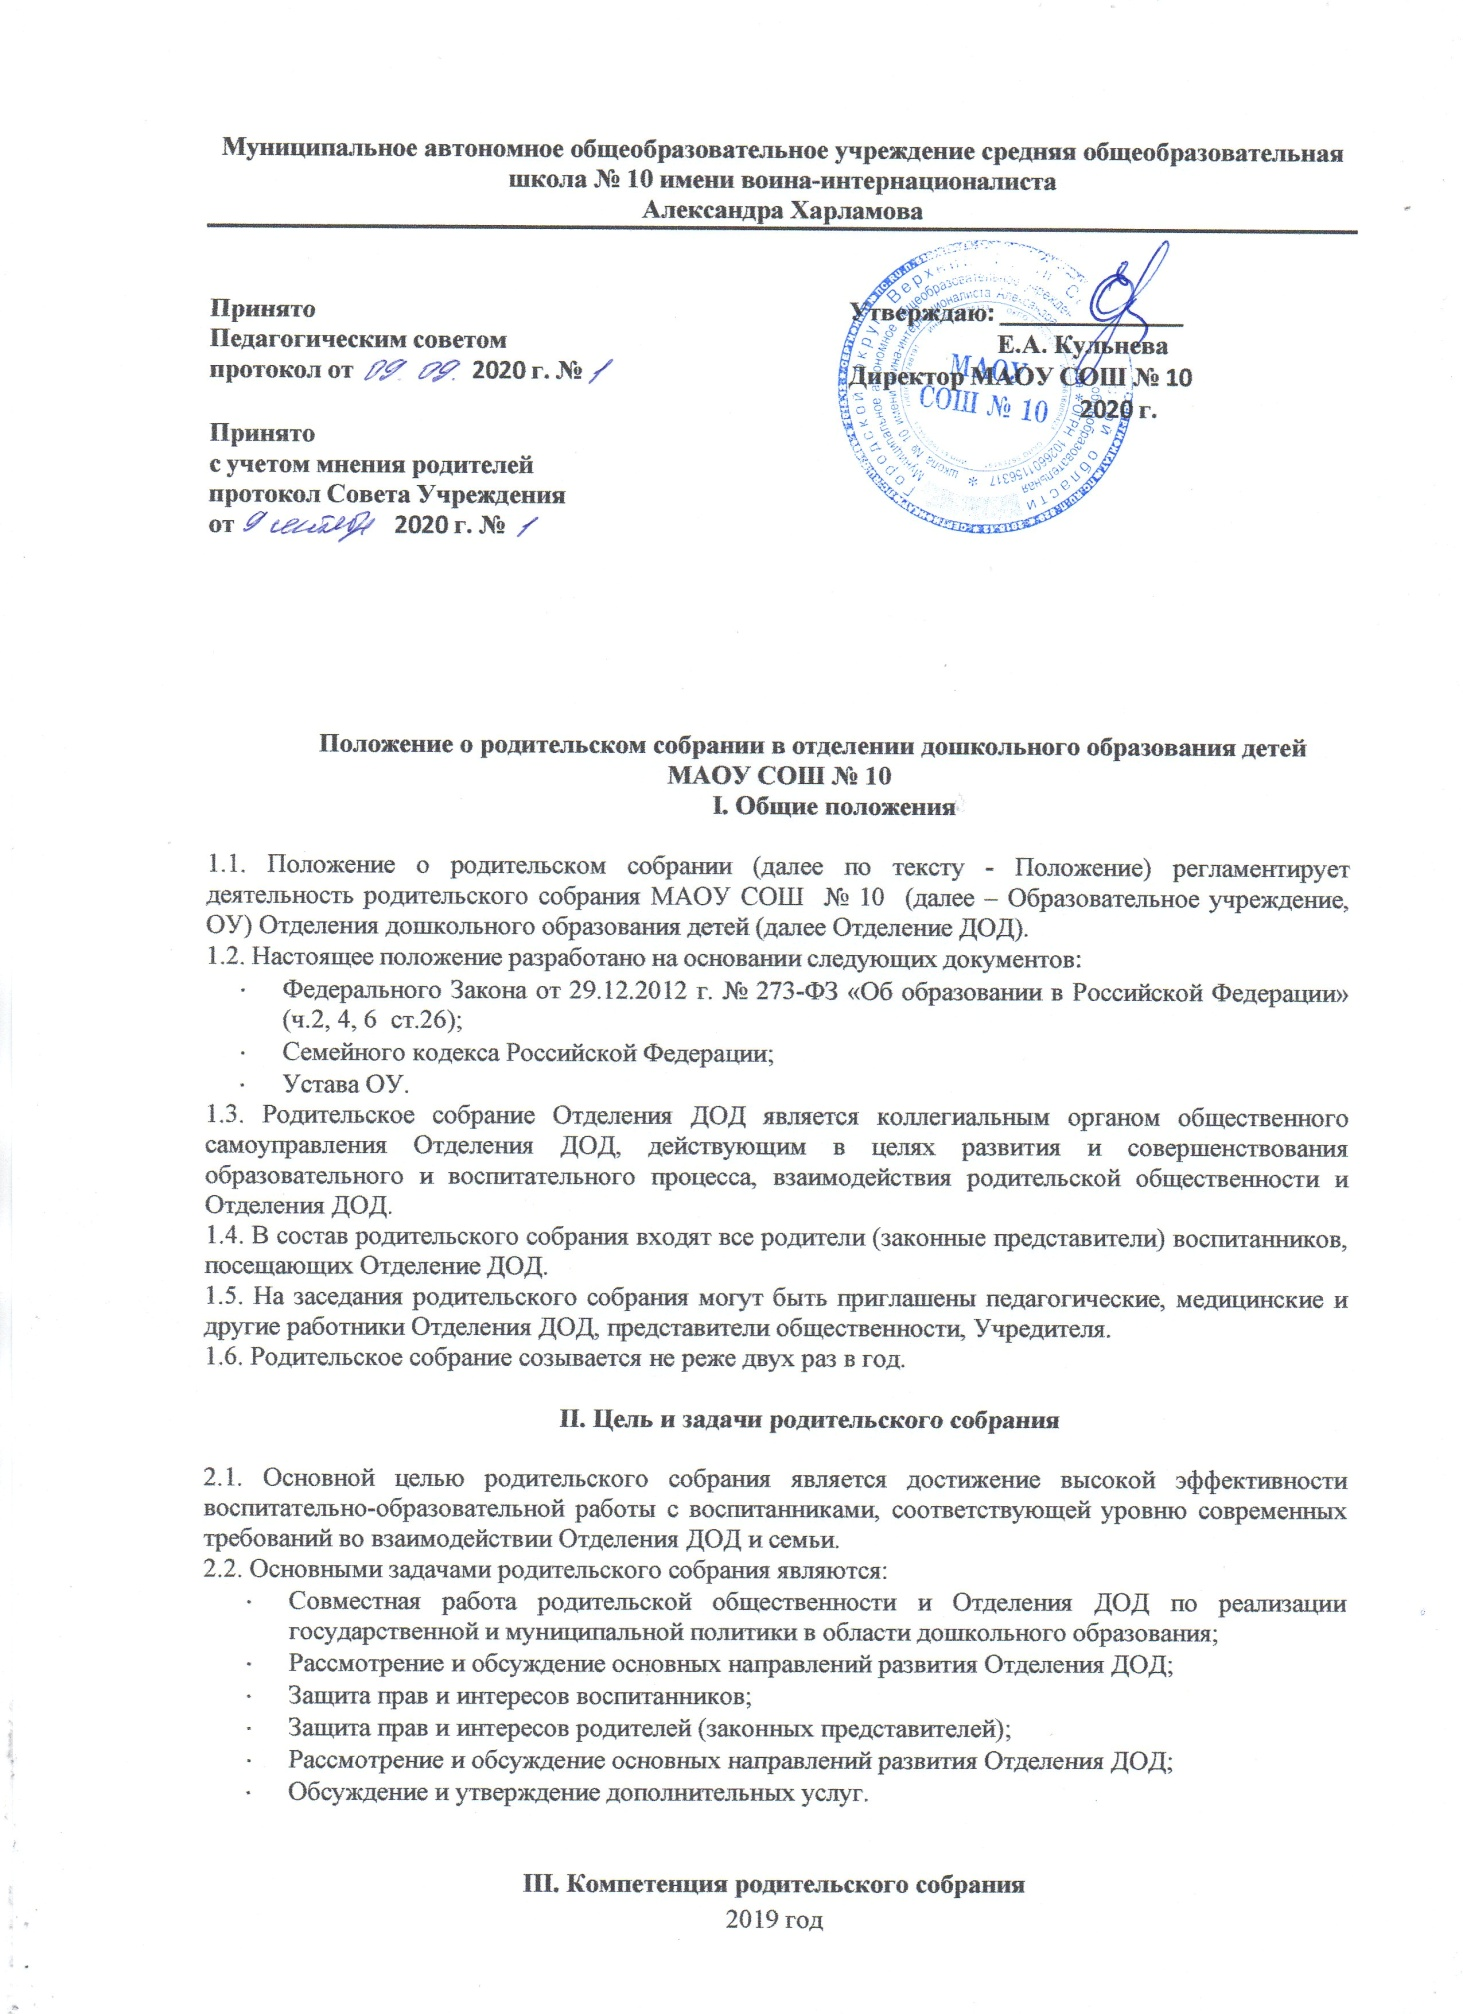 Муниципальное автономное общеобразовательное учреждение средняя общеобразовательная
школа № 10 имени воина-интернационалиста
Александра Харламова
Принято
Педагогическим советом
протокол от 09. 09. 2020 г. № 1
Утверждаю:
Е.А. Кульнева
Директор МАОУ СОШ № 10
2020 г.
МАОУ
СОШ № 10
Принято
с учетом мнения родителей
протокол Совета Учреждения
от 9 сентября 2020 г. № 1
Положение о родительском собрании в отделении дошкольного образования детей
МАОУ СОШ № 10
I. Общие положения
1.1. Положение о родительском собрании (далее по тексту - Положение) регламентирует
деятельность родительского собрания МАОУ СОШ № 10 (далее – Образовательное учреждение,
ОУ) Отделения дошкольного образования детей (далее Отделение ДОД).
1.2. Настоящее положение разработано на основании следующих документов:
· Федерального Закона от 29.12.2012 г. № 273-ФЗ «Об образовании в Российской Федерации»
(ч.2, 4, 6 ст.26);
· Семейного кодекса Российской Федерации;
· Устава ОУ.
1.3. Родительское собрание Отделения ДОД является коллегиальным органом общественного
самоуправления Отделения ДОД, действующим в целях развития и совершенствования
образовательного и воспитательного процесса, взаимодействия родительской общественности и
Отделения ДОД.
1.4. В состав родительского собрания входят все родители (законные представители) воспитанников,
посещающих Отделение ДОД.
1.5. На заседания родительского собрания могут быть приглашены педагогические, медицинские и
другие работники Отделения ДОД, представители общественности, Учредителя.
1.6. Родительское собрание созывается не реже двух раз в год.
II. Цель и задачи родительского собрания
2.1. Основной целью родительского собрания является достижение высокой эффективности
воспитательно-образовательной работы с воспитанниками, соответствующей уровню современных
требований во взаимодействии Отделения ДОД и семьи.
2.2. Основными задачами родительского собрания являются:
· Совместная работа родительской общественности и Отделения ДОД по реализации
государственной и муниципальной политики в области дошкольного образования;
· Рассмотрение и обсуждение основных направлений развития Отделения ДОД;
· Защита прав и интересов воспитанников;
· Защита прав и интересов родителей (законных представителей);
· Рассмотрение и обсуждение основных направлений развития Отделения ДОД;
· Обсуждение и утверждение дополнительных услуг.
III. Компетенция родительского собрания
2019 год